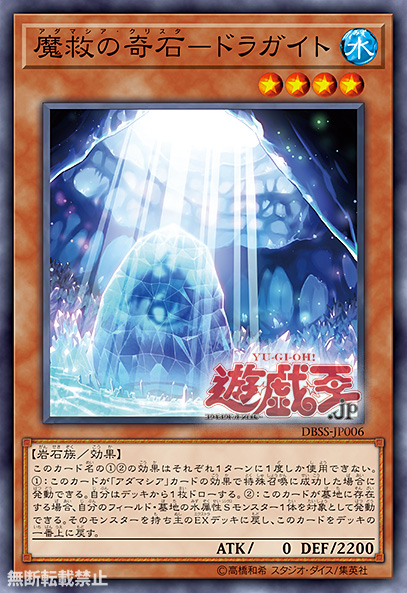 アダマシア・クリスタ
魔救の奇石－ドラガイト
水
YU-GI-OH!
遊戯王
.JP
DBSS-JP006
【岩石族／効果】
このカード名の①②の効果はそれぞれ1ターンに1度しか使用できない。
①：このカードが「アダマシア」カードの効果で特殊召喚に成功した場合に
発動できる。自分はデッキから1枚ドローする。②：このカードが墓地に存在
する場合、自分のフィールド・墓地の水属性Sモンスター1体を対象として発動
できる。そのモンスターを持ち主のEXデッキに戻し、このカードをデッキの
一番上に戻す。
ATK/ 0 DEF/2200
無断転載禁止
©高橋和希 スタジオ・ダイス/集英社